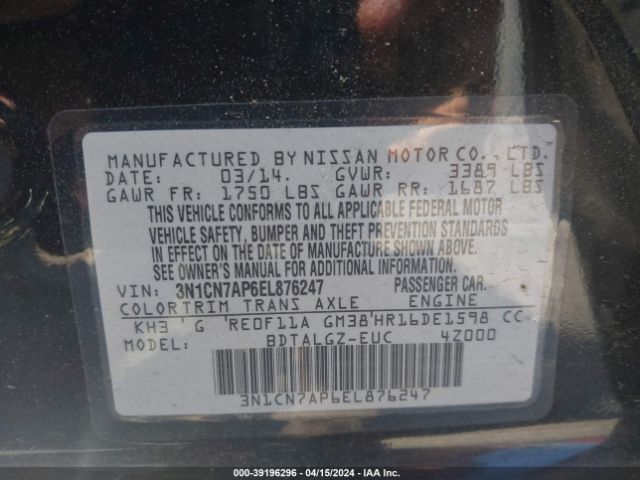 MANUFACTURED BY NISSAN MOTOR CO., LTD.
DATE: 03/14. GVWR: 3389 LBS
GAWR FR: 1750 LBS GAWR RR: 1687 LBS
THIS VEHICLE CONFORMS TO ALL APPLICABLE FEDERAL MOTOR
VEHICLE SAFETY, BUMPER AND THEFT PREVENTION STANDARDS
IN EFFECT ON THE DATE OF MANUFACTURE SHOWN ABOVE.
SEE OWNER'S MANUAL FOR ADDITIONAL INFORMATION.
VIN: 3N1CN7AP6EL876247 PASSENGER CAR.
COLOR TRIM TRANS AXLE ENGINE
KH3 G RE0F11A GM38 HR16DE1598 CC
BDTALGZ-EUC 4Z000
3N1CN7AP6EL876247
000-39196296 - 04/15/2024 - IAA Inc.